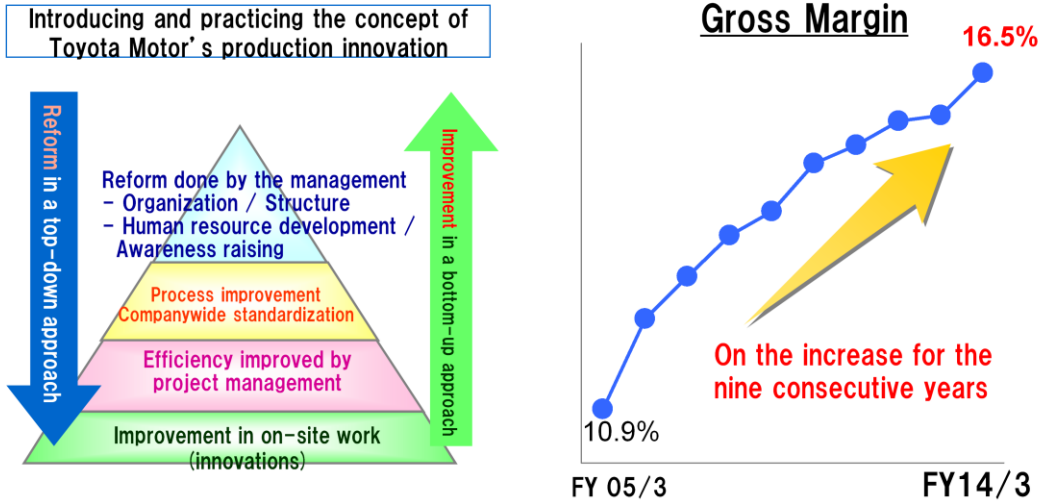 Introducing and practicing the concept of
Toyota Motor's production innovation
Reform in a top-down approach
Reform done by the management
- Organization / Structure
- Human resource development /
Awareness raising
Process improvement
Companywide standardization
Efficiency improved by
project management
Improvement in on-site work
(innovations)
Improvement in a bottom-up approach
Gross Margin
16.5%
On the increase for the
nine consecutive years
10.9%
FY 05/3
FY14/3